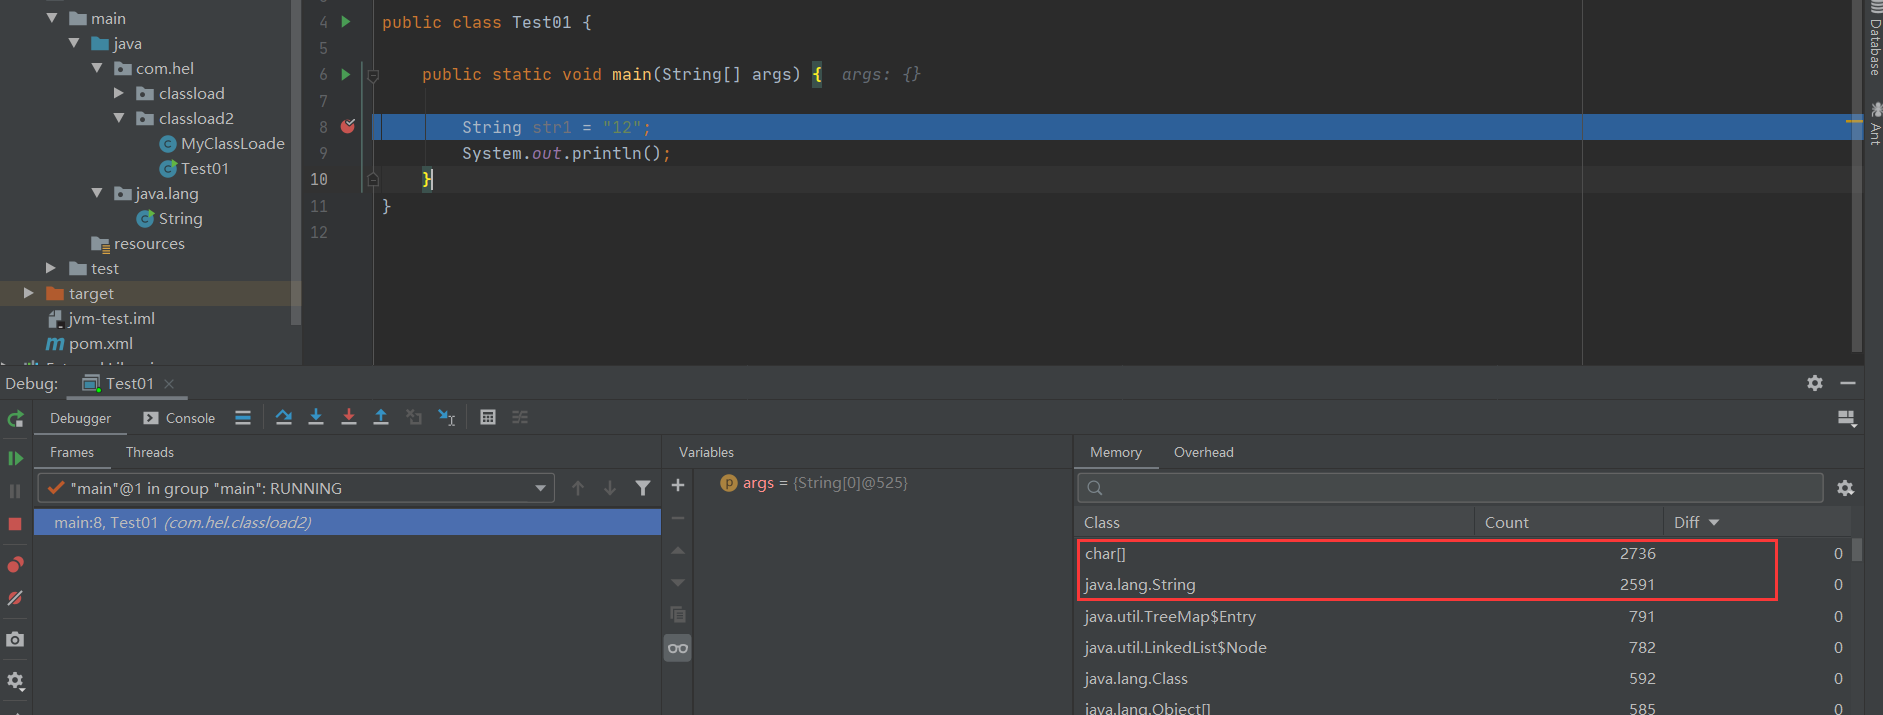 main
java
com.hel
classload
classload2
MyClassLoade
Test01
java.lang
String
resources
test
target
jvm-test.iml
pom.xml
4 public class Test01 {
5
6 public static void main(String[] args) { args: {}
7
8 String str1 = "12";
9 System.out.println();
10 }
11 }
12
Database
Ant
Debug: Test01
Debugger Console
Frames Threads
"main"@1 in group "main": RUNNING
main:8, Test01 (com.hel.classload2)
Variables
p args = {String[0]@525}
Memory Overhead
Class Count Diff
char[] 2736 0
java.lang.String 2591 0
java.util.TreeMap$Entry 791 0
java.util.LinkedList$Node 782 0
java.lang.Class 592 0
java.lang.Object[] 585 0